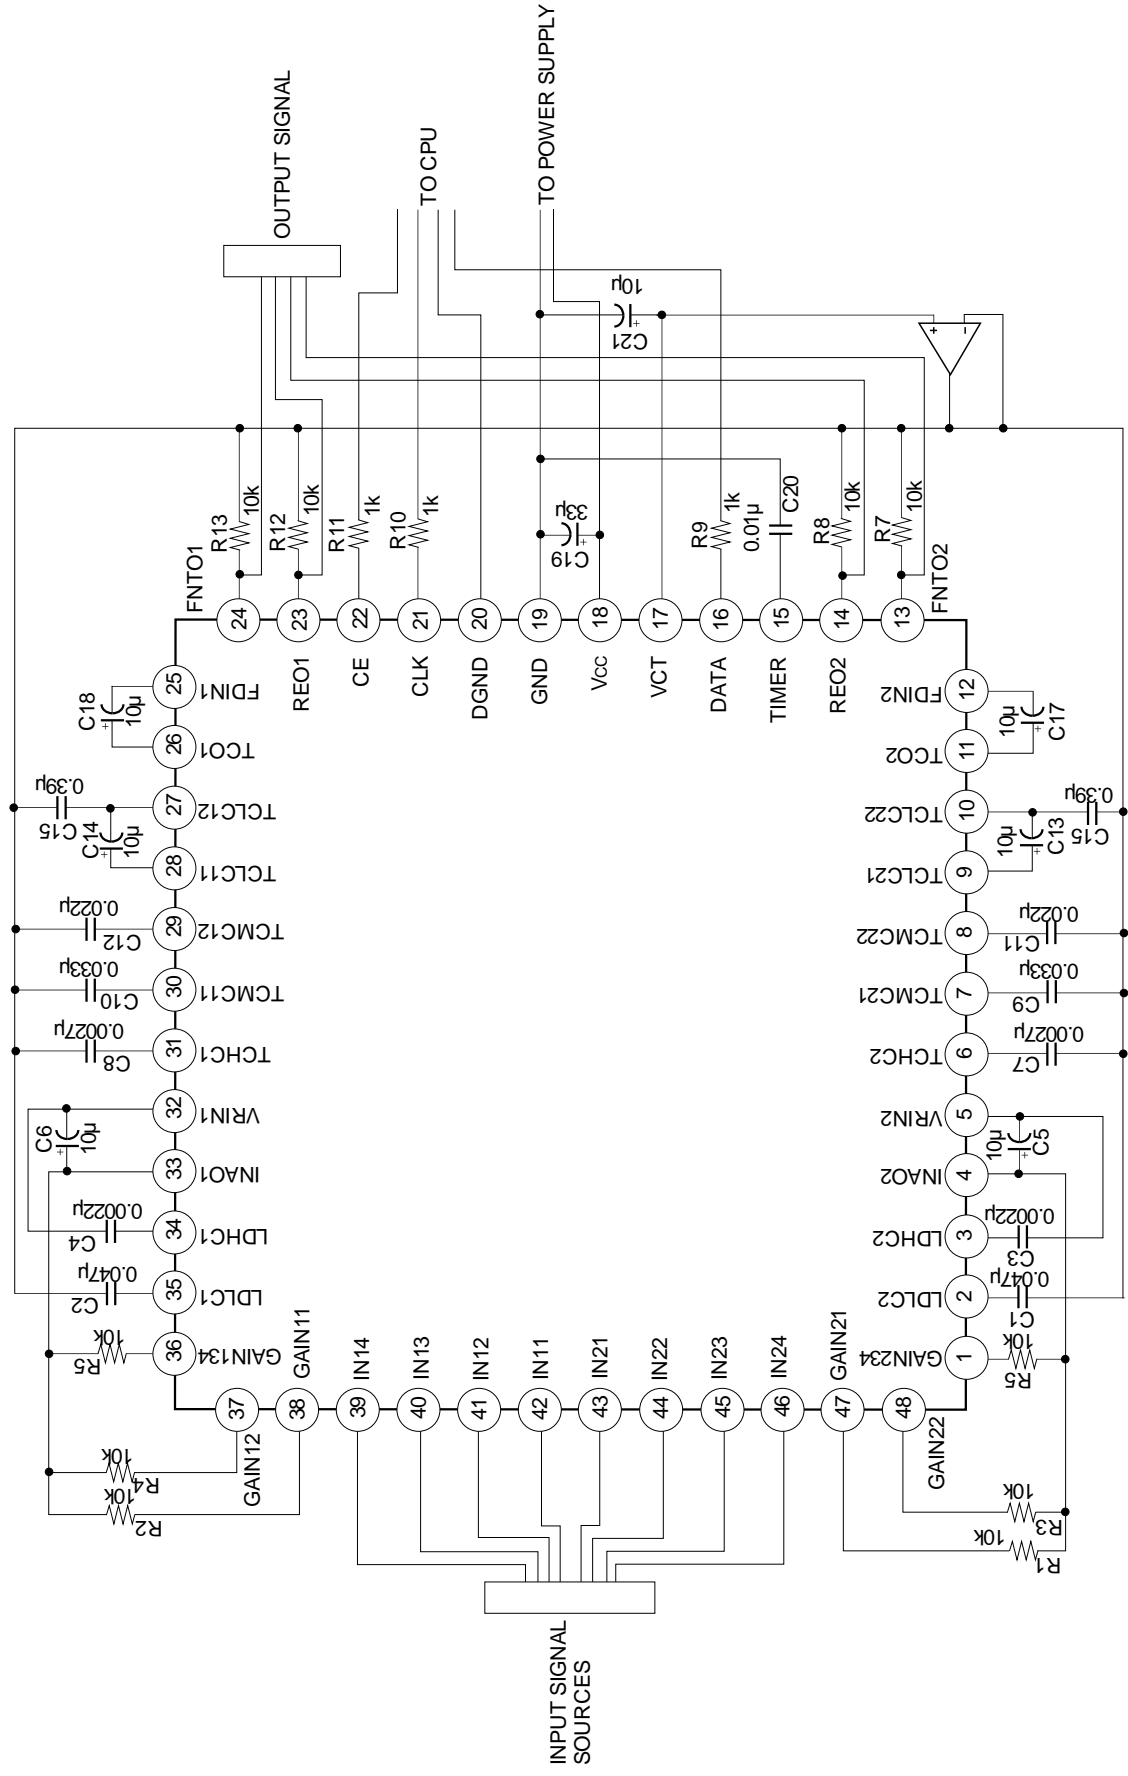 TO POWER SUPPLY
OUTPUT SIGNAL
TO CPU
10µ
C21
+
+
−
R13
10k
R12
10k
R11
1k
R10
1k
33µ
C19
+
R9
1k
0.01µ
C20
R8
10k
R7
10k
FNTO1
24
23
22
21
20
19
18
17
16
15
14
13
FNTO2
REO1
CE
CLK
DGND
GND
Vcc
VCT
DATA
TIMER
REO2
C18
10µ
+
25
FDIN1
26
TCO1
0.39µ
C15
C14
10µ
+
27
TCLC12
28
TCLC11
0.022µ
C12
29
TCMC12
0.033µ
C10
30
TCMC11
0.0027µ
C8
31
TCHC1
C6
10µ
+
32
VRIN1
33
INAO1
0.0022µ
C4
34
LDHC1
0.047µ
C2
35
LDLC1
10k
R5
36
GAIN134
FDIN2
12
TCO2
11
10µ
+
C17
TCLC22
10
TCLC21
9
10µ
+
C13
0.39µ
C15
TCMC22
8
0.022µ
C11
TCMC21
7
0.033µ
C9
TCHC2
6
0.0027µ
C7
VRIN2
5
INAO2
4
10µ
+
C5
LDHC2
3
0.0022µ
C3
LDLC2
2
0.047µ
C1
GAIN234
1
10k
R5
GAIN11
IN14
IN13
IN12
IN11
IN21
IN22
IN23
IN24
GAIN21
37
38
39
40
41
42
43
44
45
46
47
48
GAIN12
GAIN22
10k
R4
10k
R2
10k
R3
10k
R1
INPUT SIGNAL
SOURCES